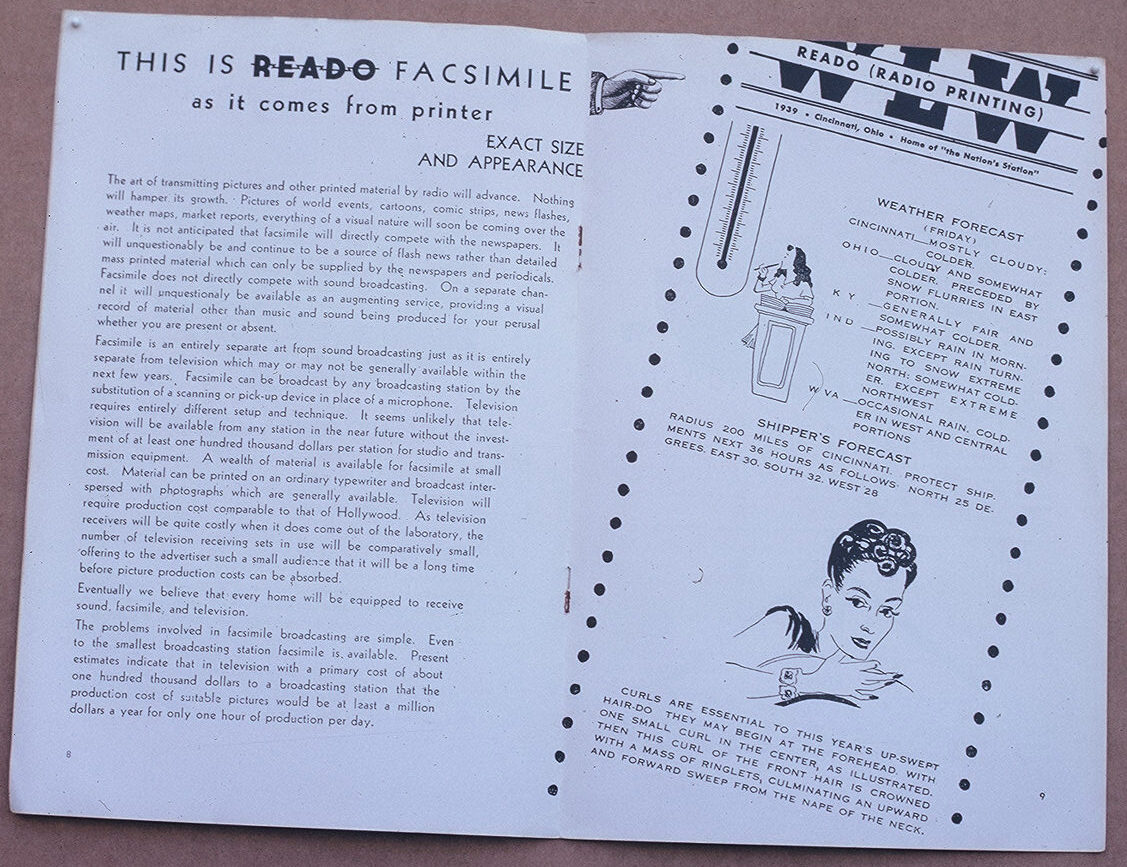 THIS IS READO FACSIMILE
as it comes from printer
EXACT SIZE
AND APPEARANCE
The art of transmitting pictures and other printed material by radio will advance. Nothing
will hamper its growth. Pictures of world events, cartoons, comic strips, news flashes,
weather maps, market reports, everything of a visual nature will soon be coming over the
air. It is not anticipated that facsimile will directly compete with the newspapers. It
will unquestionably be and continue to be a source of flash news rather than detailed
mass printed material which can only be supplied by the newspapers and periodicals.
Facsimile does not directly compete with sound broadcasting. On a separate chan-
nel it will unquestionaly be available as an augmenting service, providing a visual
record of material other than music and sound being produced for your perusal
whether you are present or absent.
Facsimile is an entirely separate art from sound broadcasting just as it is entirely
separate from television which may or may not be generally available within the
next few years. Facsimile can be broadcast by any broadcasting station by the
substitution of a scanning or pick-up device in place of a microphone. Television
requires entirely different setup and technique. It seems unlikely that tele-
vision will be available from any station in the near future without the invest-
ment of at least one hundred thousand dollars per station for studio and trans-
mission equipment. A wealth of material is available for facsimile at small
cost. Material can be printed on an ordinary typewriter and broadcast inter-
spersed with photographs which are generally available. Television will
require production cost comparable to that of Hollywood. As television
receivers will be quite costly when it does come out of the laboratory, the
number of television receiving sets in use will be comparatively small,
offering to the advertiser such a small audience that it will be a long time
before picture production costs can be absorbed.
Eventually we believe that every home will be equipped to receive
sound, facsimile, and television.
The problems involved in facsimile broadcasting are simple. Even
to the smallest broadcasting station facsimile is available. Present
estimates indicate that in television with a primary cost of about
one hundred thousand dollars to a broadcasting station that the
production cost of suitable pictures would be at least a million
dollars a year for only one hour of production per day.
8
WLW
READO (RADIO PRINTING)
1939 • Cincinnati, Ohio • Home of "the Nation's Station"
WEATHER FORECAST
(FRIDAY)
CINCINNATI—MOSTLY CLOUDY;
COLDER.
OHIO—CLOUDY AND SOMEWHAT
COLDER, PRECEDED BY
SNOW FLURRIES IN EAST
PORTION.
KY—GENERALLY FAIR AND
SOMEWHAT COLDER.
IND—POSSIBLY RAIN IN MORN-
ING. EXCEPT RAIN TURN-
ING TO SNOW EXTREME
NORTH: SOMEWHAT COLD-
ER, EXCEPT EXTREME
NORTHWEST
W VA—OCCASIONAL RAIN, COLD-
ER IN WEST AND CENTRAL
PORTIONS
SHIPPER'S FORECAST
RADIUS 200 MILES OF CINCINNATI. PROTECT SHIP-
MENTS NEXT 36 HOURS AS FOLLOWS: NORTH 25 DE-
GREES, EAST 30, SOUTH 32, WEST 28
CURLS ARE ESSENTIAL TO THIS YEAR'S UP-SWEPT
HAIR-DO THEY MAY BEGIN AT THE FOREHEAD, WITH
ONE SMALL CURL IN THE CENTER, AS ILLUSTRATED.
THEN THIS CURL OF THE FRONT HAIR IS CROWNED
WITH A MASS OF RINGLETS, CULMINATING AN UPWARD
AND FORWARD SWEEP FROM THE NAPE OF THE NECK.
9